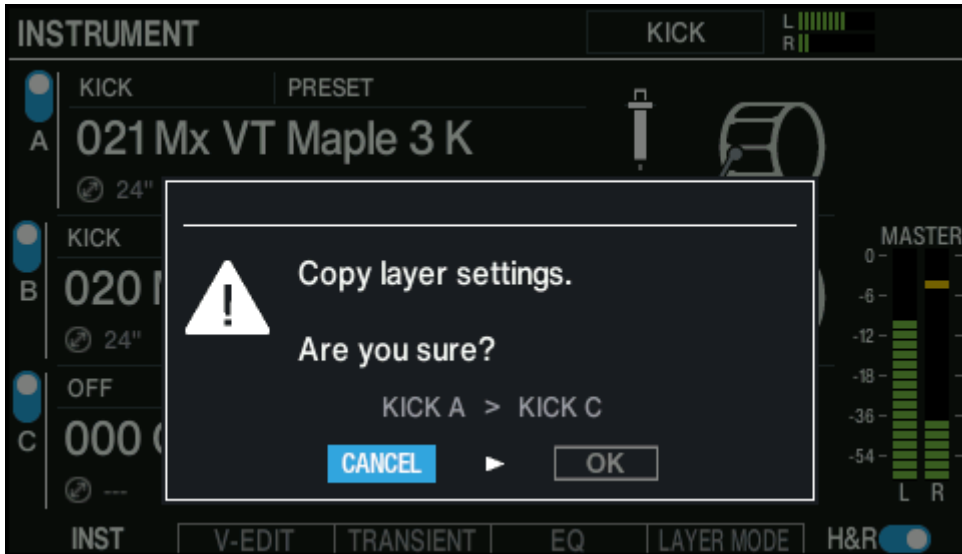 INSTRUMENT KICK L
R
KICK PRESET
A 021 Mx VT Maple 3 K
24"
KICK MASTER
B 020
24"
OFF
C 000
---
Copy layer settings.
Are you sure?
KICK A > KICK C
CANCEL OK
0
-6
-12
-18
-36
-54
L R
INST V-EDIT TRANSIENT EQ LAYER MODE H&R